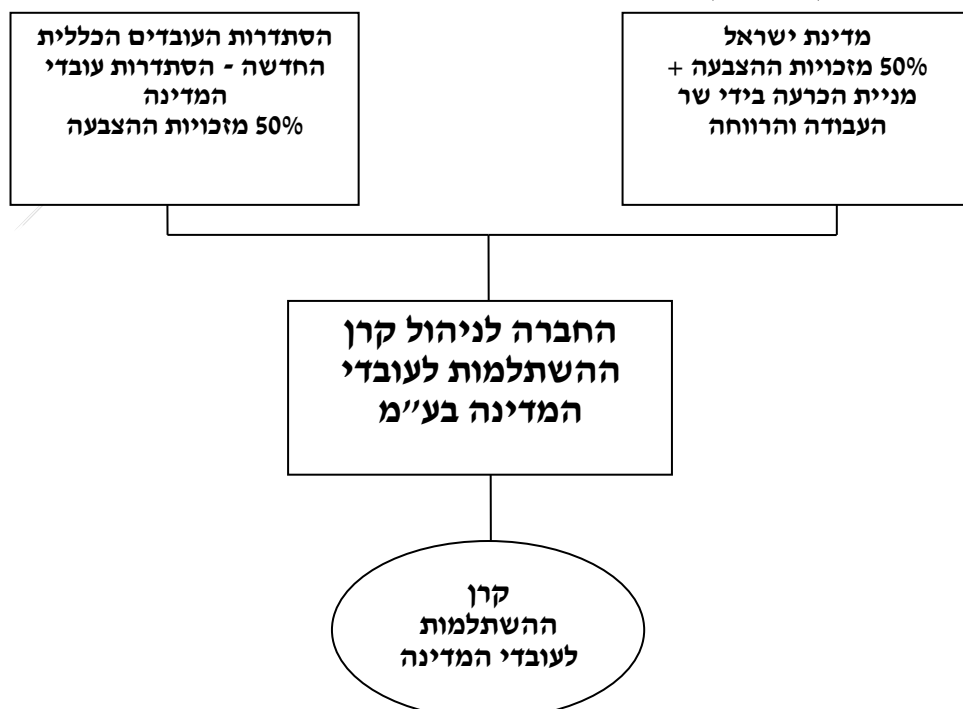 מדינת ישראל
50% מזכויות ההצבעה +
מניית הכרעה בידי שר
העבודה והרווחה
הסתדרות העובדים הכללית
החדשה - הסתדרות עובדי
המדינה
50% מזכויות ההצבעה
החברה לניהול קרן
ההשתלמות לעובדי
המדינה בע"מ
קרן
ההשתלמות
לעובדי המדינה